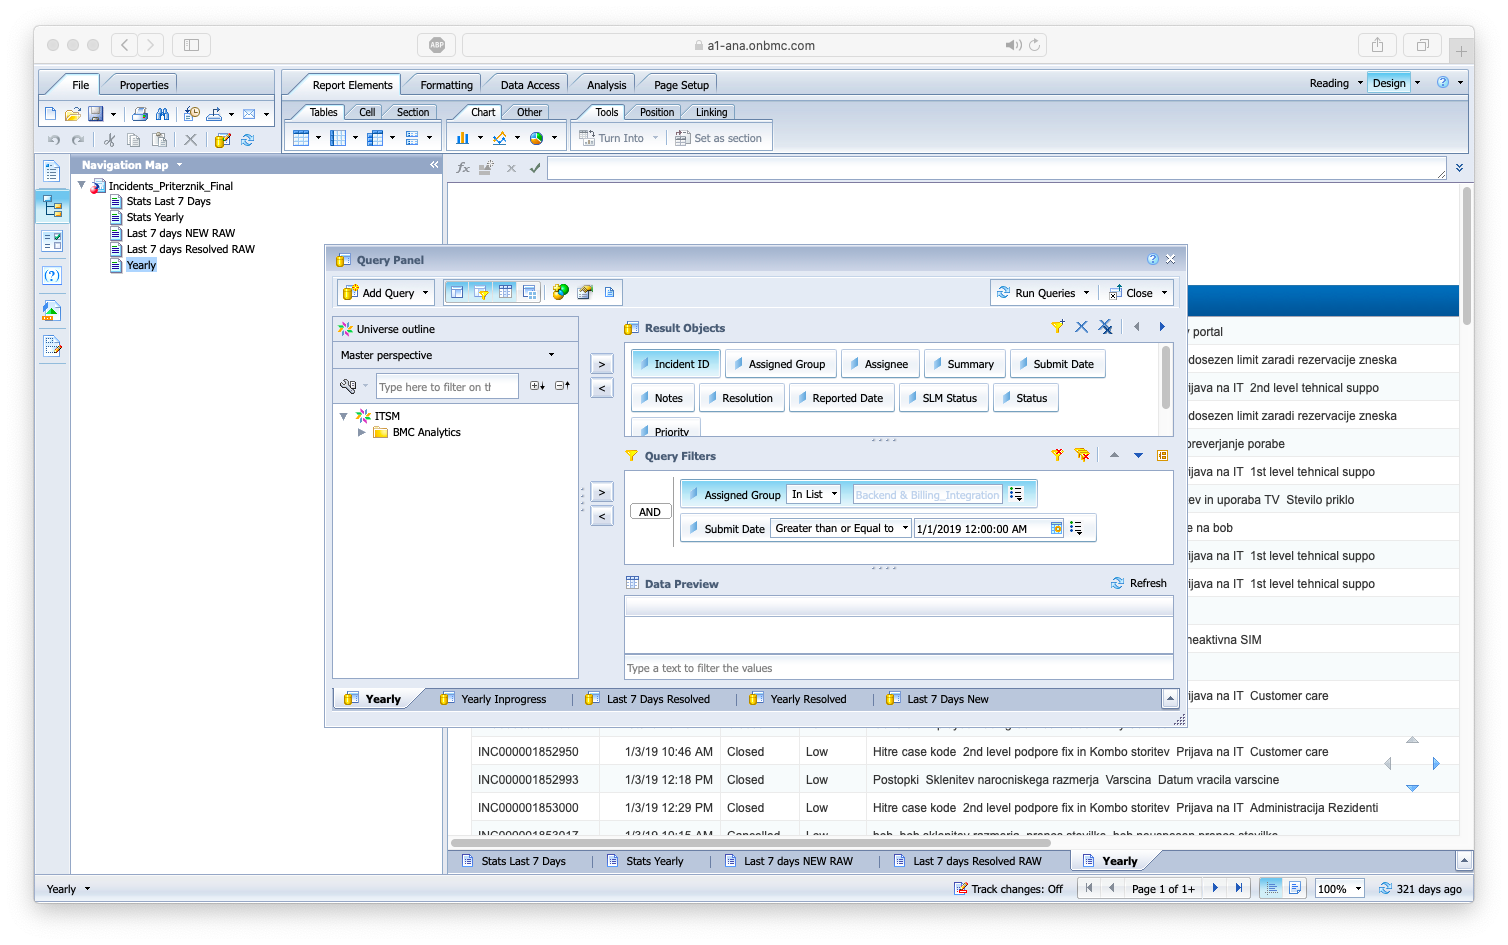 ABP
a1-ana.onbmc.com
File
Properties
Report Elements
Formatting
Data Access
Analysis
Page Setup
Reading
Design
Tables
Cell
Section
Chart
Other
Tools
Position
Linking
Turn Into
Set as section
Navigation Map
Incidents_Priterznik_Final
Stats Last 7 Days
Stats Yearly
Last 7 days NEW RAW
Last 7 days Resolved RAW
Yearly
Query Panel
Add Query
Run Queries
Close
Universe outline
Master perspective
Type here to filter on tl
ITSM
BMC Analytics
Result Objects
Incident ID
Assigned Group
Assignee
Summary
Submit Date
Notes
Resolution
Reported Date
SLM Status
Status
Priority
Query Filters
AND
Assigned Group In List Backend & Billing_Integration
Submit Date Greater than or Equal to 1/1/2019 12:00:00 AM
Data Preview
Refresh
Type a text to filter the values
Yearly
Yearly Inprogress
Last 7 Days Resolved
Yearly Resolved
Last 7 Days New
portal
dosezen limit zaradi rezervacije zneska
rijava na IT 2nd level tehnical suppo
dosezen limit zaradi rezervacije zneska
preverjanje porabe
rijava na IT 1st level tehnical suppo
ev in uporaba TV Stevilo priklo
e na bob
rijava na IT 1st level tehnical suppo
rijava na IT 1st level tehnical suppo
neaktivna SIM
ijava na IT Customer care
INC000001852950 1/3/19 10:46 AM Closed Low Hitre case kode 2nd level podpore fix in Kombo storitev Prijava na IT Customer care
INC000001852993 1/3/19 12:18 PM Closed Low Postopki Sklenitev narocniskega razmerja Varscina Datum vracila varscine
INC000001853000 1/3/19 12:29 PM Closed Low Hitre case kode 2nd level podpore fix in Kombo storitev Prijava na IT Administracija Rezidenti
INC000001853017 1/3/19 10:15 AM Cancelled Low
Stats Last 7 Days
Stats Yearly
Last 7 days NEW RAW
Last 7 days Resolved RAW
Yearly
Yearly
Track changes: Off
Page 1 of 1+
100%
321 days ago